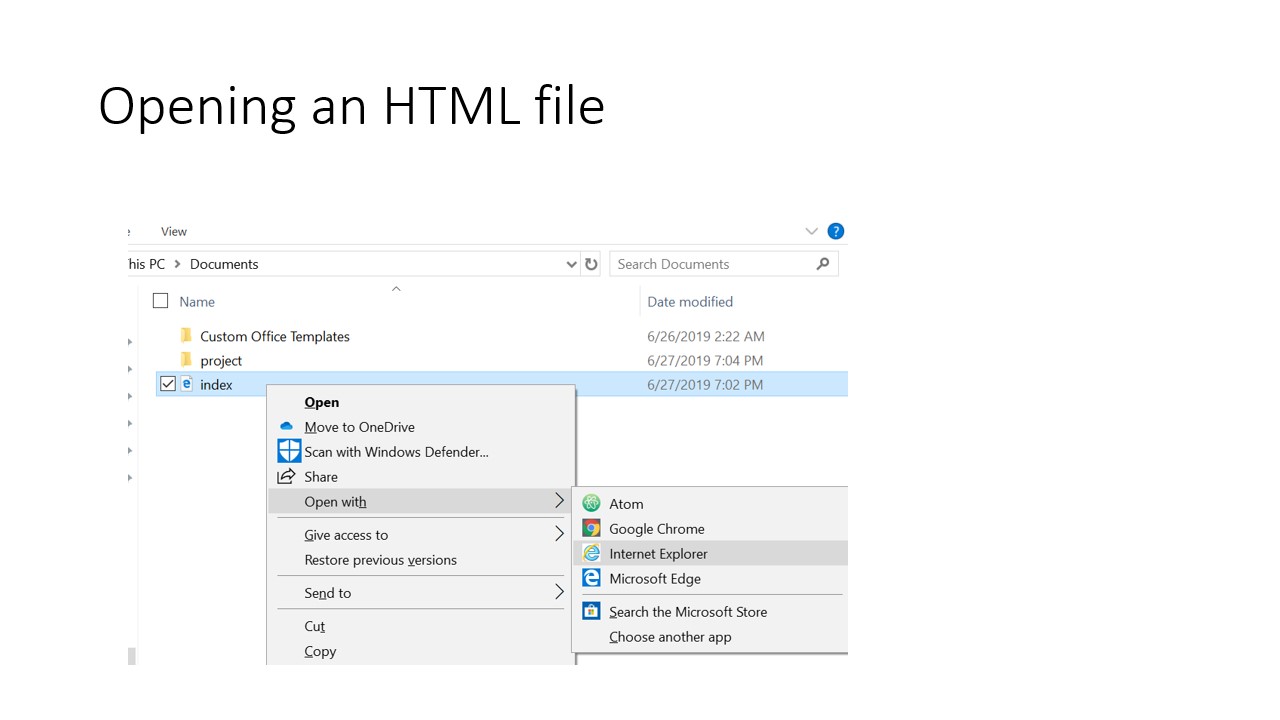 Opening an HTML file
View
his PC > Documents
Search Documents
Name
Date modified
Custom Office Templates 6/26/2019 2:22 AM
project 6/27/2019 7:04 PM
index 6/27/2019 7:02 PM
Open
Move to OneDrive
Scan with Windows Defender...
Share
Open with
Atom
Google Chrome
Give access to
Internet Explorer
Restore previous versions
Microsoft Edge
Send to
Search the Microsoft Store
Cut
Choose another app
Copy